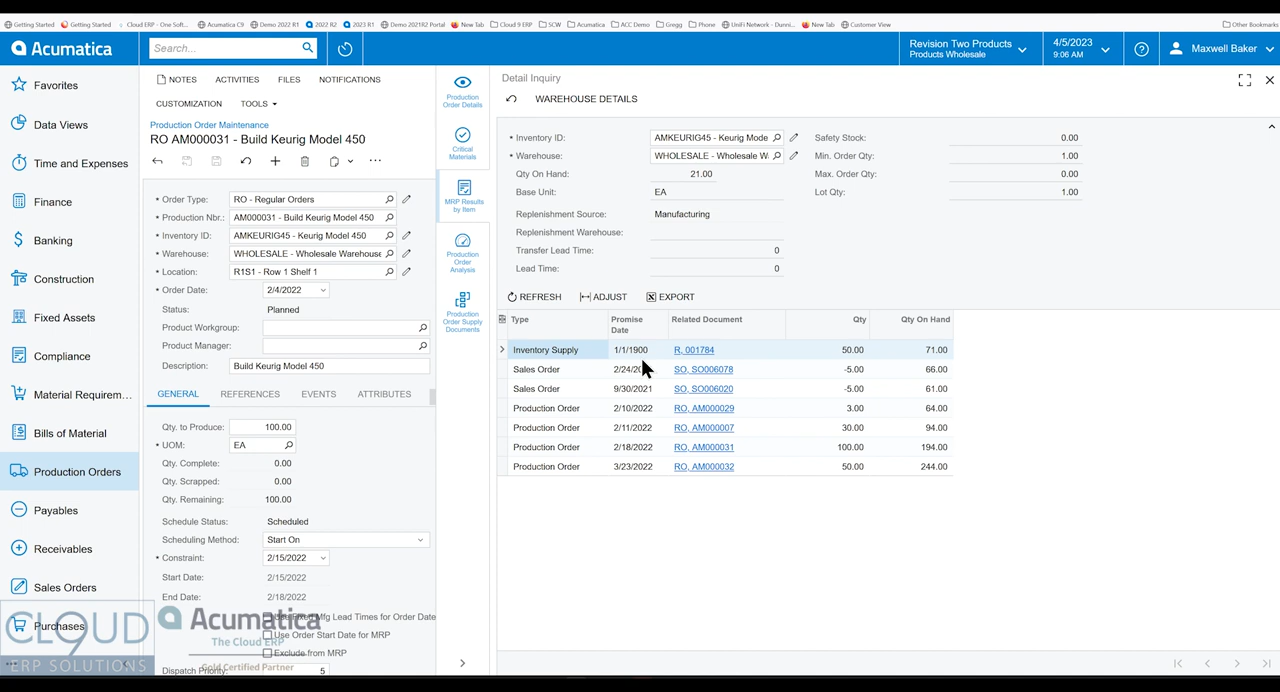 Getting Started Getting Started Cloud ERP - One Soft... Acumatica C9 Demo 2022 R1 2022 R2 2023 R1 Demo 2021R2 Portal New Tab Cloud 9 ERP SCW Acumatica ACC Demo Gregg Phone UniFi Network - Dunni... New Tab Customer View Other Bookmarks
Acumatica
Search...
Revision Two Products
Products Wholesale
4/5/2023
9:06 AM
Maxwell Baker
Favorites
Data Views
Time and Expenses
Finance
Banking
Construction
Fixed Assets
Compliance
Material Requirem...
Bills of Material
Production Orders
Payables
Receivables
Sales Orders
Purchases
CLOUD
ERP SOLUTIONS
NOTES ACTIVITIES FILES NOTIFICATIONS
CUSTOMIZATION TOOLS
Production Order Maintenance
RO AM000031 - Build Keurig Model 450
• Order Type: RO - Regular Orders
• Production Nbr.: AM000031 - Build Keurig Model 450
• Inventory ID: AMKEURIG45 - Keurig Model 450
• Warehouse: WHOLESALE - Wholesale Warehouse
• Location: R1S1 - Row 1 Shelf 1
• Order Date: 2/4/2022
Status: Planned
Product Workgroup:
Product Manager:
Description: Build Keurig Model 450
GENERAL REFERENCES EVENTS ATTRIBUTES
Qty. to Produce: 100.00
• UOM: EA
Qty. Complete: 0.00
Qty. Scrapped: 0.00
Qty. Remaining: 100.00
Schedule Status: Scheduled
Scheduling Method: Start On
• Constraint: 2/15/2022
Start Date: 2/15/2022
End Date: 2/18/2022
Use Fixed Mfg Lead Times for Order Date
Use Order Start Date for MRP
Exclude from MRP
Dispatch Priority: 5
Acumatica
The Cloud ERP
Gold Certified Partner
Production
Order Details
Critical
Materials
MRP Results
by Item
Production
Order
Analysis
Production
Order Supply
Documents
Detail Inquiry
WAREHOUSE DETAILS
• Inventory ID: AMKEURIG45 - Keurig Mode Safety Stock: 0.00
• Warehouse: WHOLESALE - Wholesale W Min. Order Qty: 1.00
Qty On Hand: 21.00 Max. Order Qty: 0.00
Base Unit: EA Lot Qty: 1.00
Replenishment Source: Manufacturing
Replenishment Warehouse:
Transfer Lead Time: 0
Lead Time: 0
REFRESH ADJUST EXPORT
Type Promise Date Related Document Qty Qty On Hand
Inventory Supply 1/1/1900 R, 001784 50.00 71.00
Sales Order SO, SO006078 -5.00 66.00
Sales Order 9/30/2021 SO, SO006020 -5.00 61.00
Production Order 2/10/2022 RO, AM000029 3.00 64.00
Production Order 2/11/2022 RO, AM000007 30.00 94.00
Production Order 2/18/2022 RO, AM000031 100.00 194.00
Production Order 3/23/2022 RO, AM000032 50.00 244.00